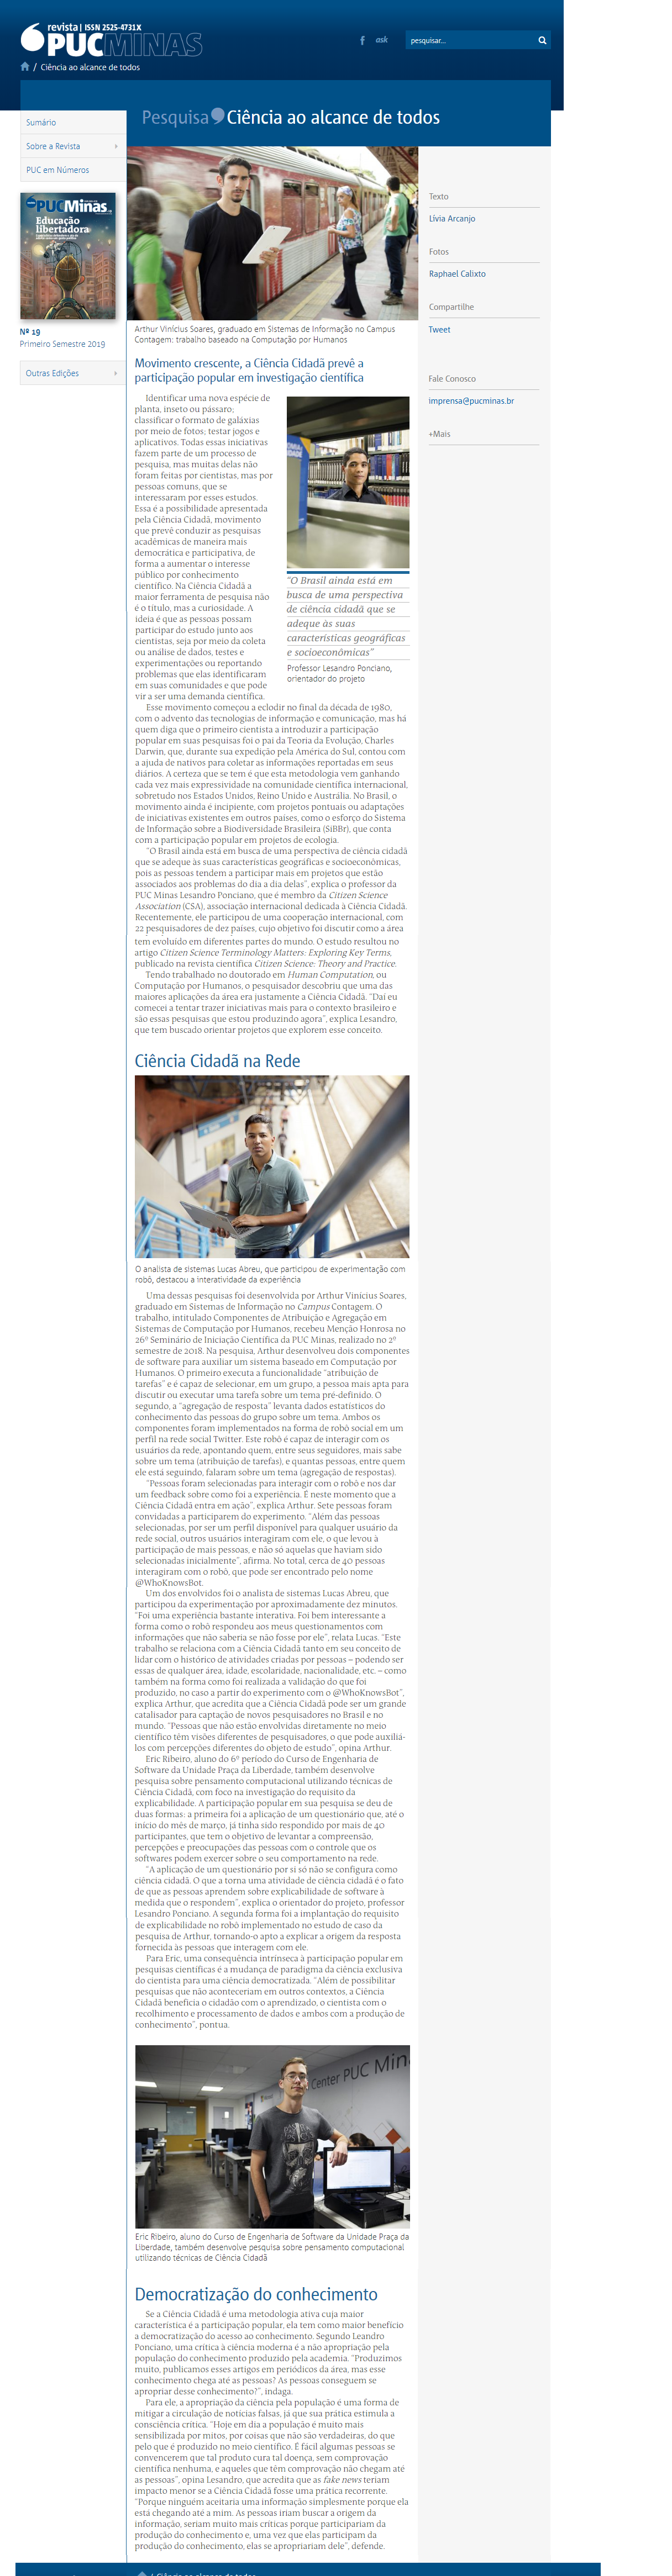 revista | ISSN 2525-4731X
PUCMINAS
ask
pesquisar...
/ Ciência ao alcance de todos
Pesquisa Ciência ao alcance de todos
Sumário
Sobre a Revista
PUC em Números
PUCMinas
Educação
libertadora
Nº 19
Primeiro Semestre 2019
Outras Edições
Texto
Lívia Arcanjo
Fotos
Raphael Calixto
Compartilhe
Tweet
Fale Conosco
imprensa@pucminas.br
+Mais
Arthur Vinícius Soares, graduado em Sistemas de Informação no Campus
Contagem: trabalho baseado na Computação por Humanos
Movimento crescente, a Ciência Cidadã prevê a
participação popular em investigação científica
Identificar uma nova espécie de
planta, inseto ou pássaro;
classificar o formato de galáxias
por meio de fotos; testar jogos e
aplicativos. Todas essas iniciativas
fazem parte de um processo de
pesquisa, mas muitas delas não
foram feitas por cientistas, mas por
pessoas comuns, que se
interessaram por esses estudos.
Essa é a possibilidade apresentada
pela Ciência Cidadã, movimento
que prevê conduzir as pesquisas
acadêmicas de maneira mais
democrática e participativa, de
forma a aumentar o interesse
público por conhecimento
científico. Na Ciência Cidadã a
maior ferramenta de pesquisa não
é o título, mas a curiosidade. A
ideia é que as pessoas possam
participar do estudo junto aos
cientistas, seja por meio da coleta
ou análise de dados, testes e
experimentações ou reportando
problemas que elas identificaram
em suas comunidades e que pode
vir a ser uma demanda científica.
“O Brasil ainda está em
busca de uma perspectiva
de ciência cidadã que se
adeque às suas
características geográficas
e socioeconômicas”
Professor Lesandro Ponciano,
orientador do projeto
Esse movimento começou a eclodir no final da década de 1980,
com o advento das tecnologias de informação e comunicação, mas há
quem diga que o primeiro cientista a introduzir a participação
popular em suas pesquisas foi o pai da Teoria da Evolução, Charles
Darwin, que, durante sua expedição pela América do Sul, contou com
a ajuda de nativos para coletar as informações reportadas em seus
diários. A certeza que se tem é que esta metodologia vem ganhando
cada vez mais expressividade na comunidade científica internacional,
sobretudo nos Estados Unidos, Reino Unido e Austrália. No Brasil, o
movimento ainda é incipiente, com projetos pontuais ou adaptações
de iniciativas existentes em outros países, como o esforço do Sistema
de Informação sobre a Biodiversidade Brasileira (SiBBr), que conta
com a participação popular em projetos de ecologia.
“O Brasil ainda está em busca de uma perspectiva de ciência cidadã
que se adeque às suas características geográficas e socioeconômicas,
pois as pessoas tendem a participar mais em projetos que estão
associados aos problemas do dia a dia delas”, explica o professor da
PUC Minas Lesandro Ponciano, que é membro da Citizen Science
Association (CSA), associação internacional dedicada à Ciência Cidadã.
Recentemente, ele participou de uma cooperação internacional, com
22 pesquisadores de dez países, cujo objetivo foi discutir como a área
tem evoluído em diferentes partes do mundo. O estudo resultou no
artigo Citizen Science Terminology Matters: Exploring Key Terms,
publicado na revista científica Citizen Science: Theory and Practice.
Tendo trabalhado no doutorado em Human Computation, ou
Computação por Humanos, o pesquisador descobriu que uma das
maiores aplicações da área era justamente a Ciência Cidadã. “Daí eu
comecei a tentar trazer iniciativas mais para o contexto brasileiro e
são essas pesquisas que estou produzindo agora”, explica Lesandro,
que tem buscado orientar projetos que explorem esse conceito.
Ciência Cidadã na Rede
O analista de sistemas Lucas Abreu, que participou de experimentação com
robô, destacou a interatividade da experiência
Uma dessas pesquisas foi desenvolvida por Arthur Vinícius Soares,
graduado em Sistemas de Informação no Campus Contagem. O
trabalho, intitulado Componentes de Atribuição e Agregação em
Sistemas de Computação por Humanos, recebeu Menção Honrosa no
26º Seminário de Iniciação Científica da PUC Minas, realizado no 2º
semestre de 2018. Na pesquisa, Arthur desenvolveu dois componentes
de software para auxiliar um sistema baseado em Computação por
Humanos. O primeiro executa a funcionalidade “atribuição de
tarefas” e é capaz de selecionar, em um grupo, a pessoa mais apta para
discutir ou executar uma tarefa sobre um tema pré-definido. O
segundo, a “agregação de resposta” levanta dados estatísticos do
conhecimento das pessoas do grupo sobre um tema. Ambos os
componentes foram implementados na forma de robô social em um
perfil na rede social Twitter. Este robô é capaz de interagir com os
usuários da rede, apontando quem, entre seus seguidores, mais sabe
sobre um tema (atribuição de tarefas), e quantas pessoas, entre quem
ele está seguindo, falaram sobre um tema (agregação de respostas).
“Pessoas foram selecionadas para interagir com o robô e nos dar
um feedback sobre como foi a experiência. É neste momento que a
Ciência Cidadã entra em ação”, explica Arthur. Sete pessoas foram
convidadas a participarem do experimento. “Além das pessoas
selecionadas, por ser um perfil disponível para qualquer usuário da
rede social, outros usuários interagiram com ele, o que levou à
participação de mais pessoas, e não só aquelas que haviam sido
selecionadas inicialmente”, afirma. No total, cerca de 40 pessoas
interagiram com o robô, que pode ser encontrado pelo nome
@WhoKnowsBot.
Um dos envolvidos foi o analista de sistemas Lucas Abreu, que
participou da experimentação por aproximadamente dez minutos.
“Foi uma experiência bastante interativa. Foi bem interessante a
forma como o robô respondeu aos meus questionamentos com
informações que não saberia se não fosse por ele”, relata Lucas. “Este
trabalho se relaciona com a Ciência Cidadã tanto em seu conceito de
lidar com o histórico de atividades criadas por pessoas – podendo ser
essas de qualquer área, idade, escolaridade, nacionalidade, etc. – como
também na forma como foi realizada a validação do que foi
produzido, no caso a partir do experimento com o @WhoKnowsBot”,
explica Arthur, que acredita que a Ciência Cidadã pode ser um grande
catalisador para captação de novos pesquisadores no Brasil e no
mundo. “Pessoas que não estão envolvidas diretamente no meio
científico têm visões diferentes de pesquisadores, o que pode auxiliá-
los com percepções diferentes do objeto de estudo”, opina Arthur.
Eric Ribeiro, aluno do 6º período do Curso de Engenharia de
Software da Unidade Praça da Liberdade, também desenvolve
pesquisa sobre pensamento computacional utilizando técnicas de
Ciência Cidadã, com foco na investigação do requisito da
explicabilidade. A participação popular em sua pesquisa se deu de
duas formas: a primeira foi a aplicação de um questionário que, até o
início do mês de março, já tinha sido respondido por mais de 40
participantes, que tem o objetivo de levantar a compreensão,
percepções e preocupações das pessoas com o controle que os
softwares podem exercer sobre o seu comportamento na rede.
“A aplicação de um questionário por si só não se configura como
ciência cidadã. O que a torna uma atividade de ciência cidadã é o fato
de que as pessoas aprendem sobre explicabilidade de software à
medida que o respondem”, explica o orientador do projeto, professor
Lesandro Ponciano. A segunda forma foi a implantação do requisito
de explicabilidade no robô implementado no estudo de caso da
pesquisa de Arthur, tornando-o apto a explicar a origem da resposta
fornecida às pessoas que interagem com ele.
Para Eric, uma consequência intrínseca à participação popular em
pesquisas científicas é a mudança de paradigma da ciência exclusiva
do cientista para uma ciência democratizada. “Além de possibilitar
pesquisas que não aconteceriam em outros contextos, a Ciência
Cidadã beneficia o cidadão com o aprendizado, o cientista com o
recolhimento e processamento de dados e ambos com a produção de
conhecimento”, pontua.
Center PUC Minas
Eric Ribeiro, aluno do Curso de Engenharia de Software da Unidade Praça da
Liberdade, também desenvolve pesquisa sobre pensamento computacional
utilizando técnicas de Ciência Cidadã
Democratização do conhecimento
Se a Ciência Cidadã é uma metodologia ativa cuja maior
característica é a participação popular, ela tem como maior benefício
a democratização do acesso ao conhecimento. Segundo Leandro
Ponciano, uma crítica à ciência moderna é a não apropriação pela
população do conhecimento produzido pela academia. “Produzimos
muito, publicamos esses artigos em periódicos da área, mas esse
conhecimento chega até as pessoas? As pessoas conseguem se
apropriar desse conhecimento?”, indaga.
Para ele, a apropriação da ciência pela população é uma forma de
mitigar a circulação de notícias falsas, já que sua prática estimula a
consciência crítica. “Hoje em dia a população é muito mais
sensibilizada por mitos, por coisas que não são verdadeiras, do que
pelo que é produzido no meio científico. É fácil algumas pessoas se
convencerem que tal produto cura tal doença, sem comprovação
científica nenhuma, e aqueles que têm comprovação não chegam até
as pessoas”, opina Lesandro, que acredita que as fake news teriam
impacto menor se a Ciência Cidadã fosse uma prática recorrente.
“Porque ninguém aceitaria uma informação simplesmente porque ela
está chegando até a mim. As pessoas iriam buscar a origem da
informação, seriam muito mais críticas porque participariam da
produção do conhecimento e, uma vez que elas participam da
produção do conhecimento, elas se apropriariam dele”, defende.
/ Ciência ao alcance de todos